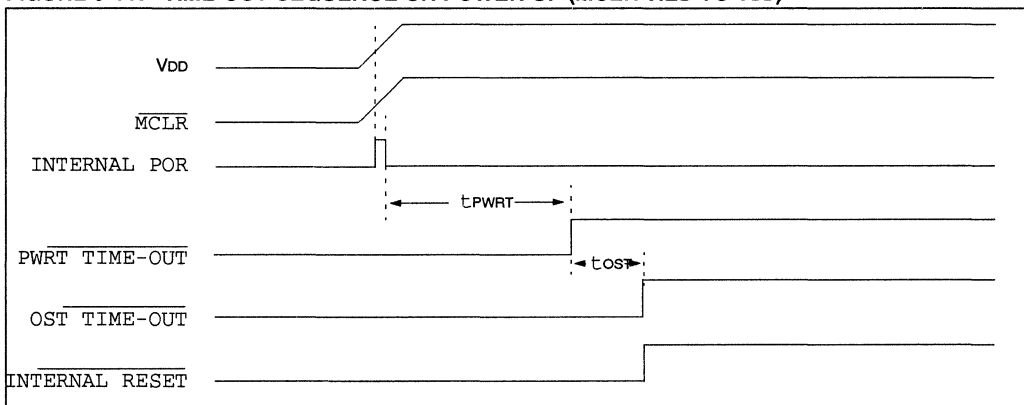 VDD
MCLR
INTERNAL POR
tPWRT
PWRT TIME-OUT
tOST
OST TIME-OUT
INTERNAL RESET